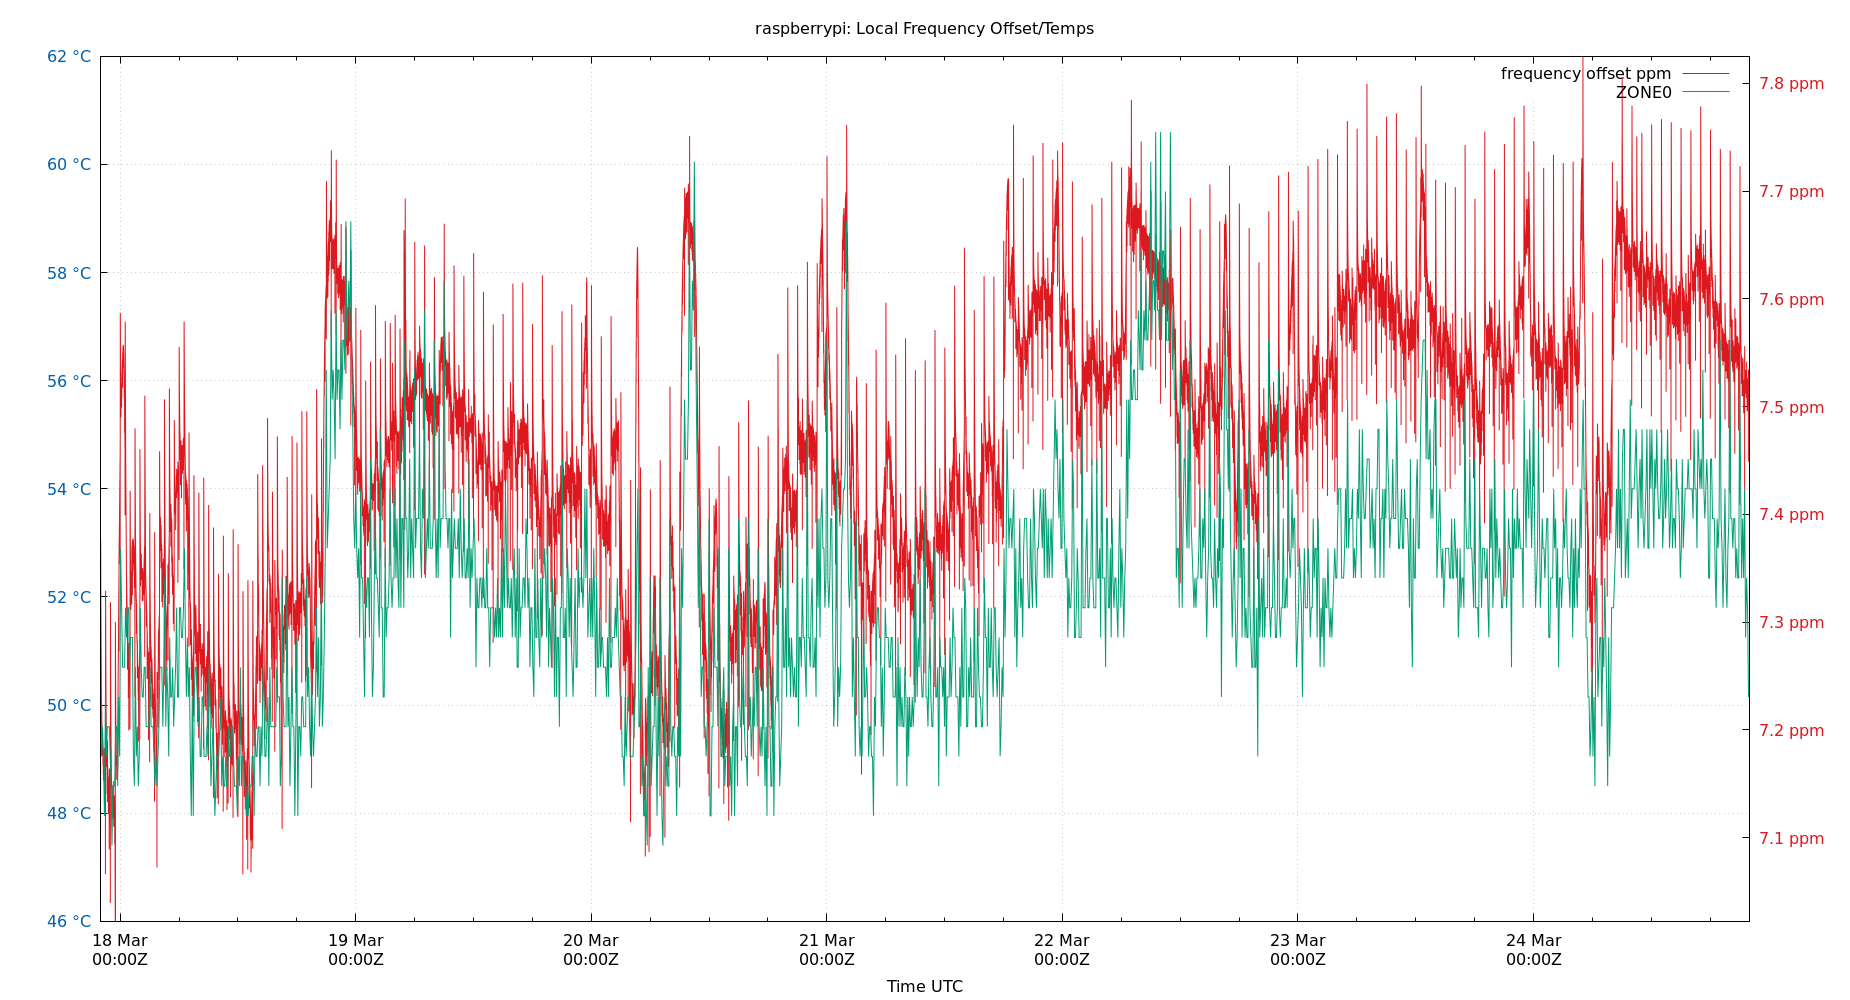 raspberrypi: Local Frequency Offset/Temps
62 °C
60 °C
58 °C
56 °C
54 °C
52 °C
50 °C
48 °C
46 °C
frequency offset ppm
ZONE0
7.8 ppm
7.7 ppm
7.6 ppm
7.5 ppm
7.4 ppm
7.3 ppm
7.2 ppm
7.1 ppm
18 Mar
00:00Z
19 Mar
00:00Z
20 Mar
00:00Z
21 Mar
00:00Z
22 Mar
00:00Z
23 Mar
00:00Z
24 Mar
00:00Z
Time UTC